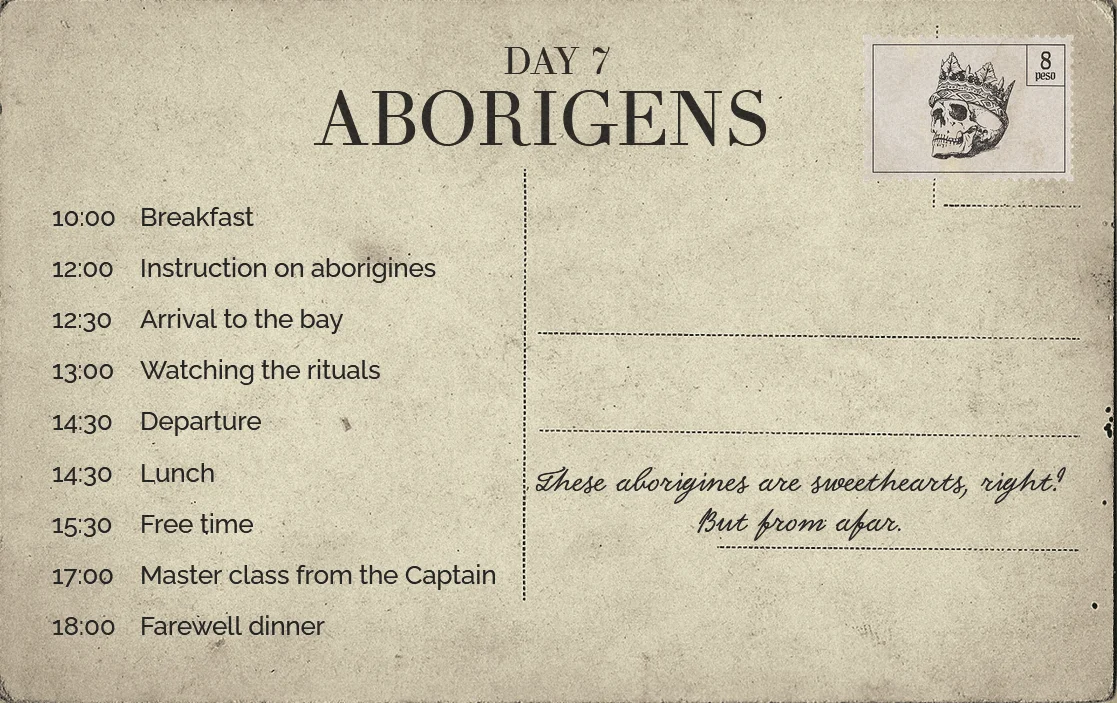 DAY 7
ABORIGENS
8
peso
10:00 Breakfast
12:00 Instruction on aborigines
12:30 Arrival to the bay
13:00 Watching the rituals
14:30 Departure
14:30 Lunch
15:30 Free time
17:00 Master class from the Captain
18:00 Farewell dinner
These aborigines are sweethearts, right?
But from afar.